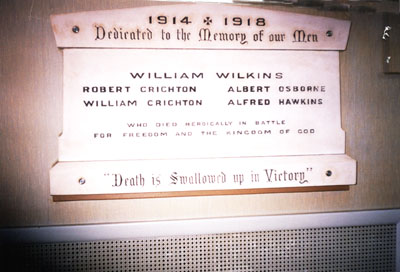 1914 ✠ 1918
Dedicated to the Memory of our Men
WILLIAM WILKINS
ROBERT CRICHTON ALBERT OSBORNE
WILLIAM CRICHTON ALFRED HAWKINS
WHO DIED HEROICALLY IN BATTLE
FOR FREEDOM AND THE KINGDOM OF GOD
"Death is Swallowed up in Victory"